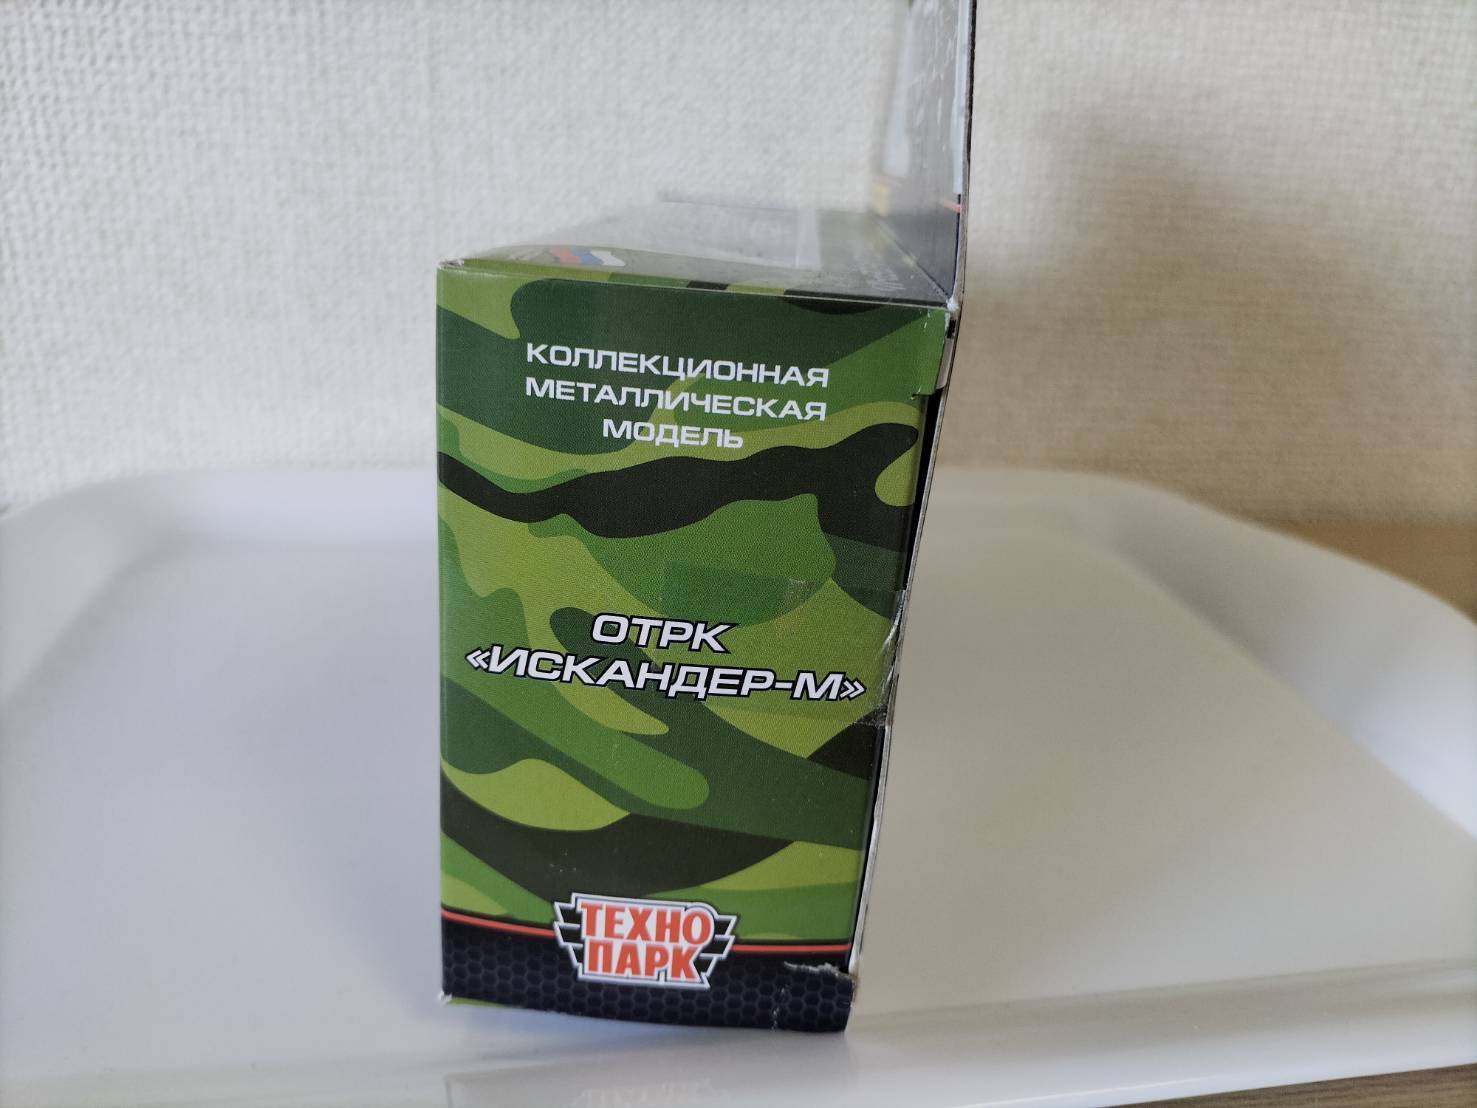 КОЛЛЕКЦИОННАЯ
МЕТАЛЛИЧЕСКАЯ
МОДЕЛЬ
ОТРК
«ИСКАНДЕР-М»
ТЕХНО
ПАРК